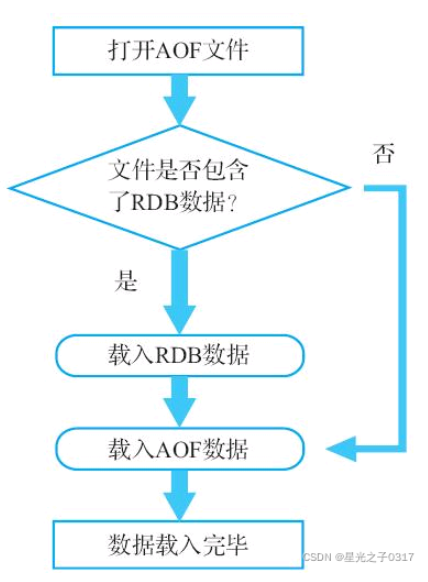 打开AOF文件
文件是否包含
了RDB数据?
否
是
载入RDB数据
载入AOF数据
数据载入完毕
CSDN @星光之子0317